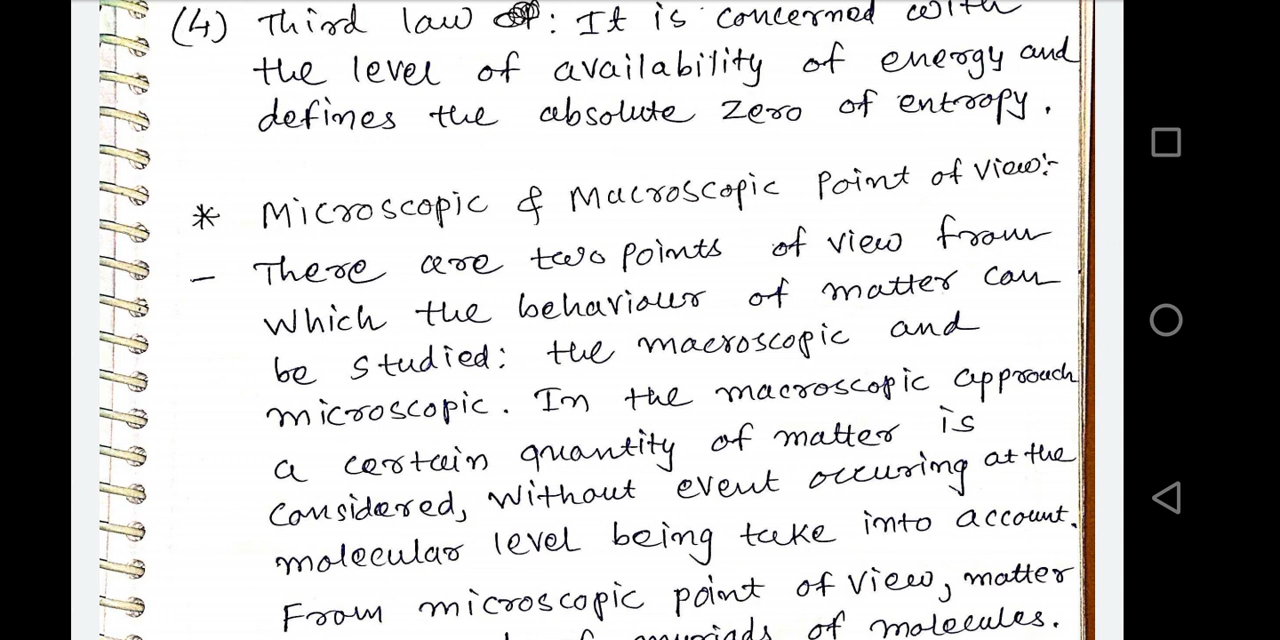 (4) Third law : It is concerned with
the level of availability of energy and
defines the absolute zero of entropy.
* Microscopic & Macroscopic Point of View:-
- There are two points of view from
which the behaviour of matter can
be studied: the macroscopic and
microscopic. In the macroscopic approach
a certain quantity of matter is
considered, without event occuring at the
molecular level being take into account.
From microscopic point of view, matter
of myriads of molecules.